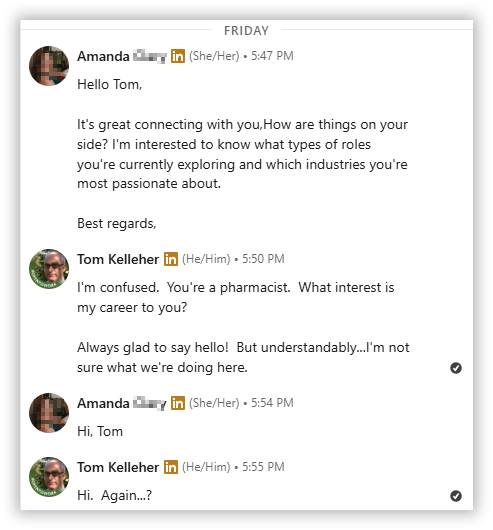 FRIDAY
Amanda in (She/Her) • 5:47 PM
Hello Tom,
It's great connecting with you,How are things on your
side? I'm interested to know what types of roles
you're currently exploring and which industries you're
most passionate about.
Best regards,
Tom Kelleher in (He/Him) • 5:50 PM
I'm confused.  You're a pharmacist.  What interest is
my career to you?
Always glad to say hello!  But understandably...I'm not
sure what we're doing here.
Amanda in (She/Her) • 5:54 PM
Hi, Tom
Tom Kelleher in (He/Him) • 5:55 PM
Hi.  Again...?